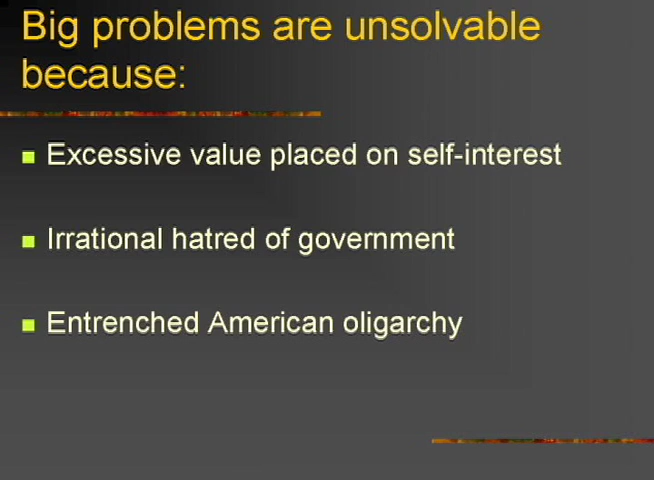 Big problems are unsolvable
because:
Excessive value placed on self-interest
Irrational hatred of government
Entrenched American oligarchy